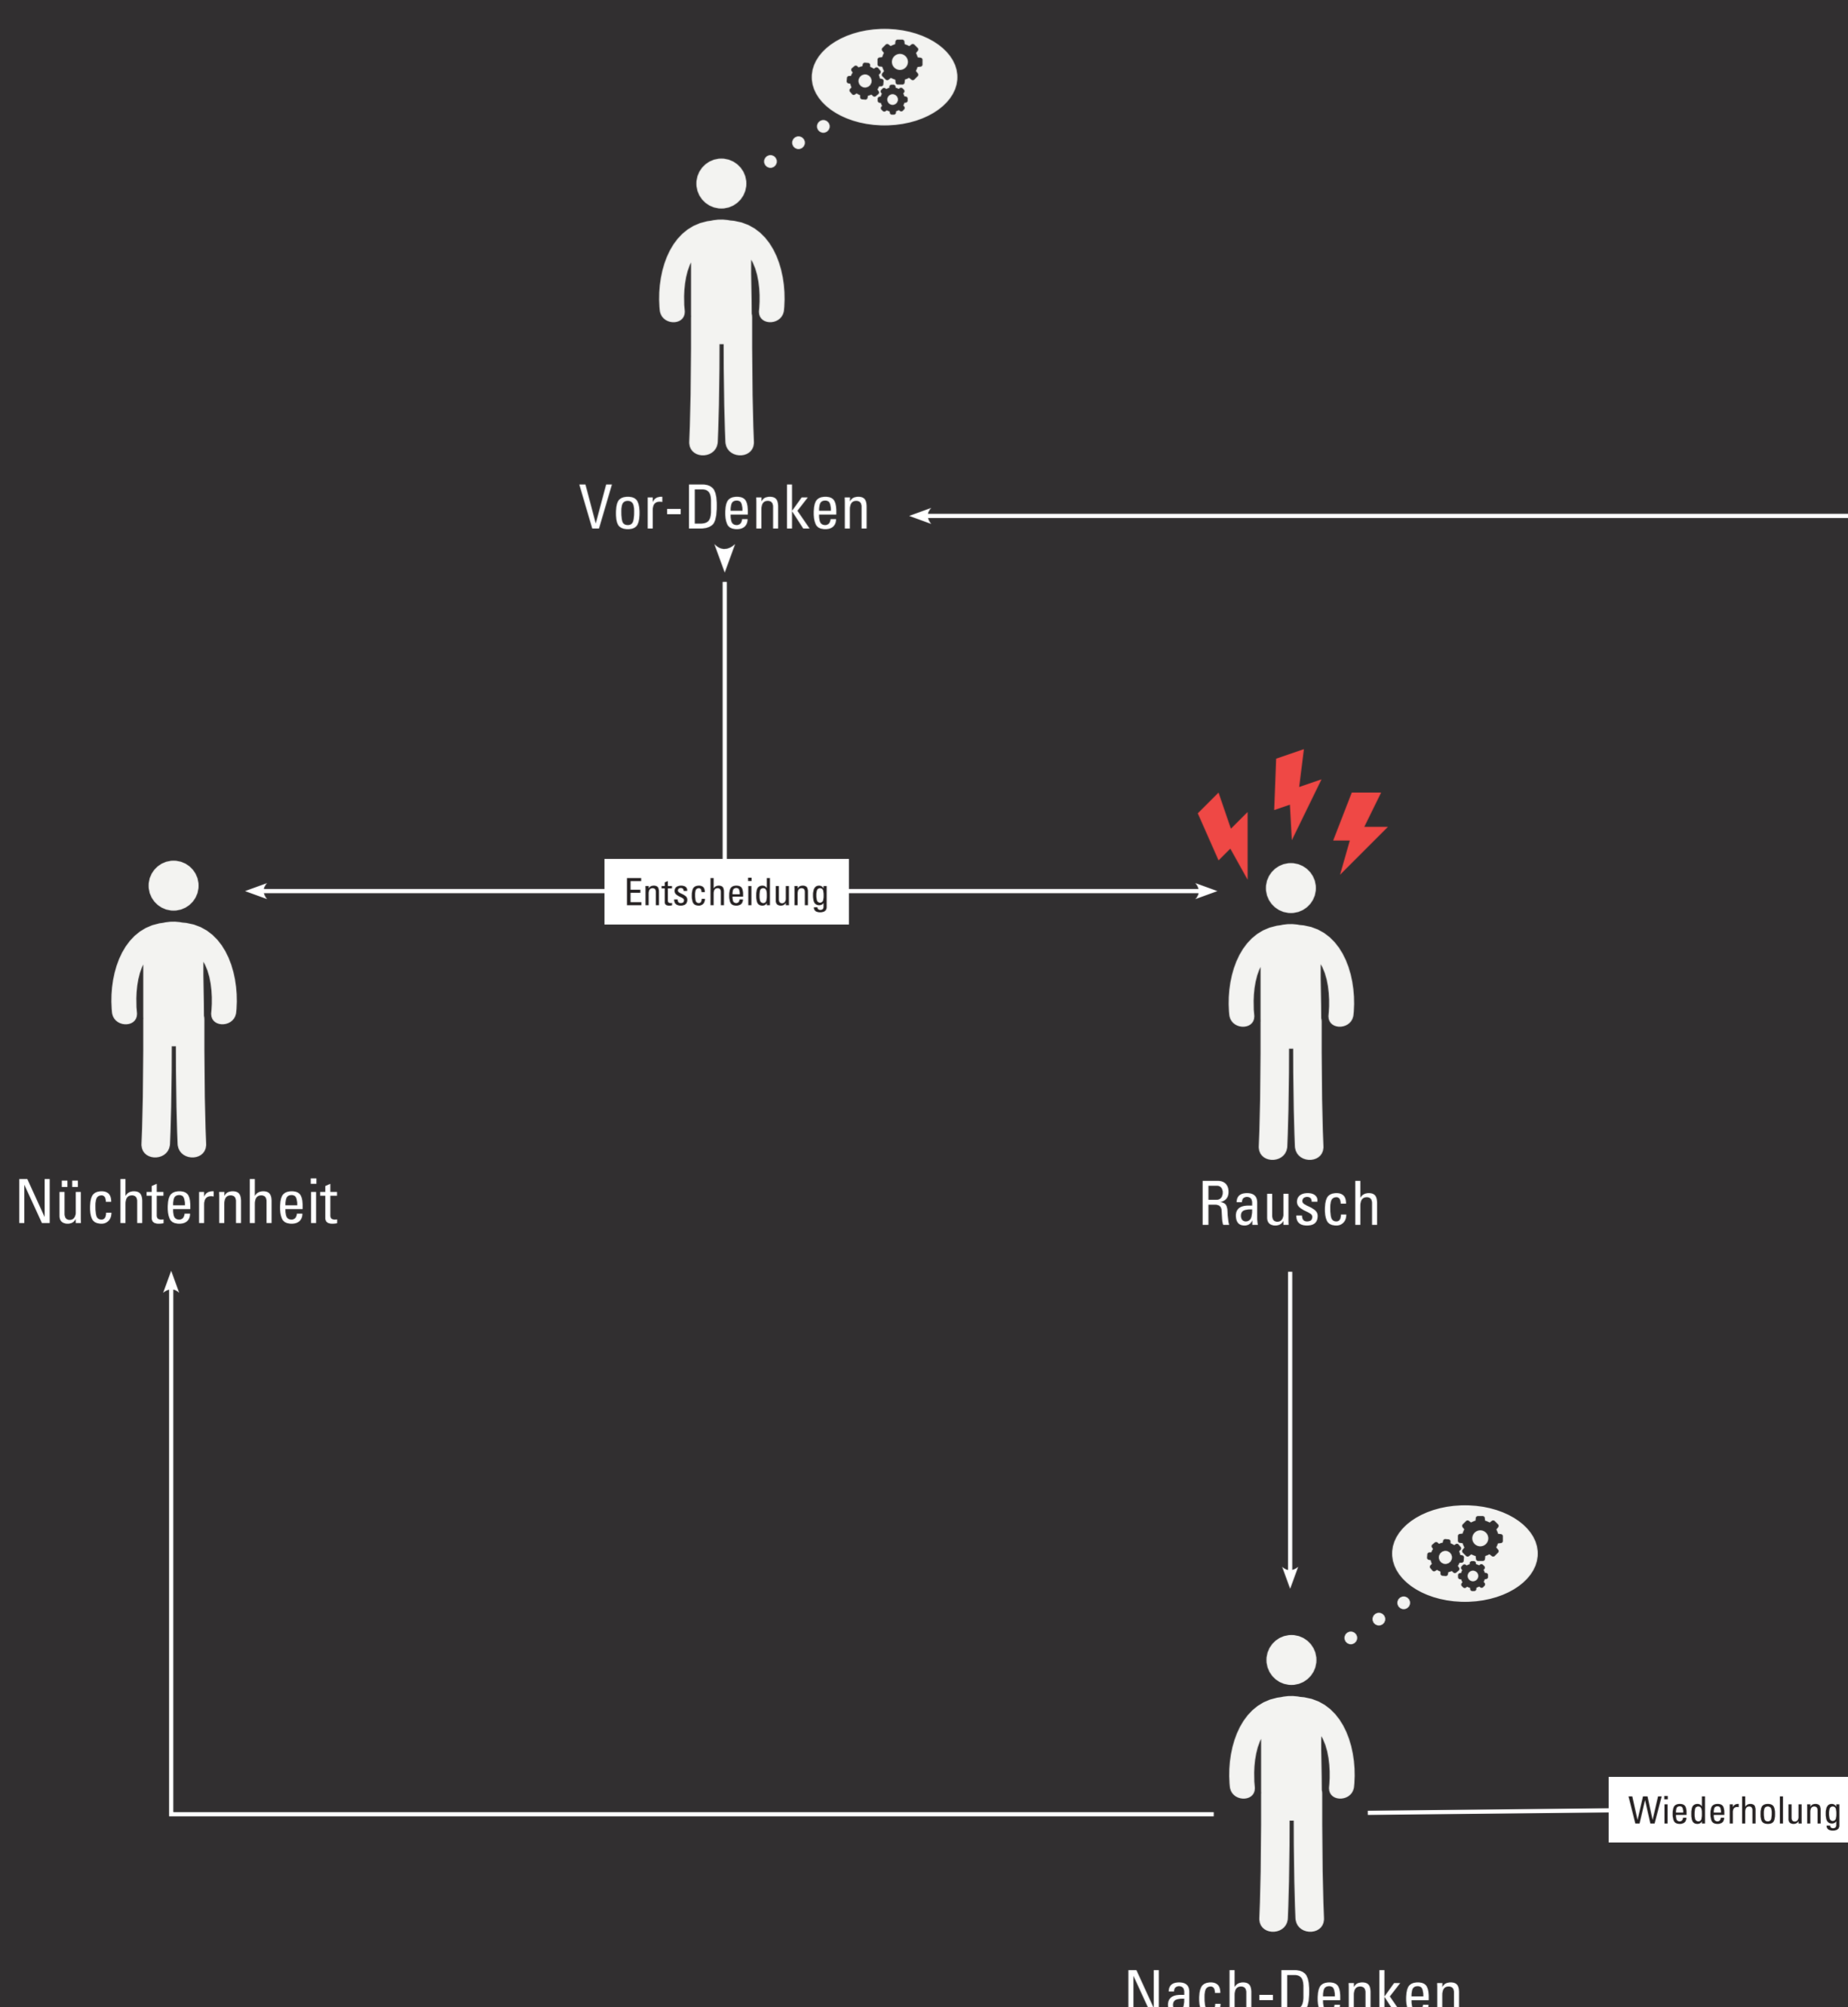 Vor-Denken
Entscheidung
Nüchternheit
Rausch
Wiederholung
Nach-Denken